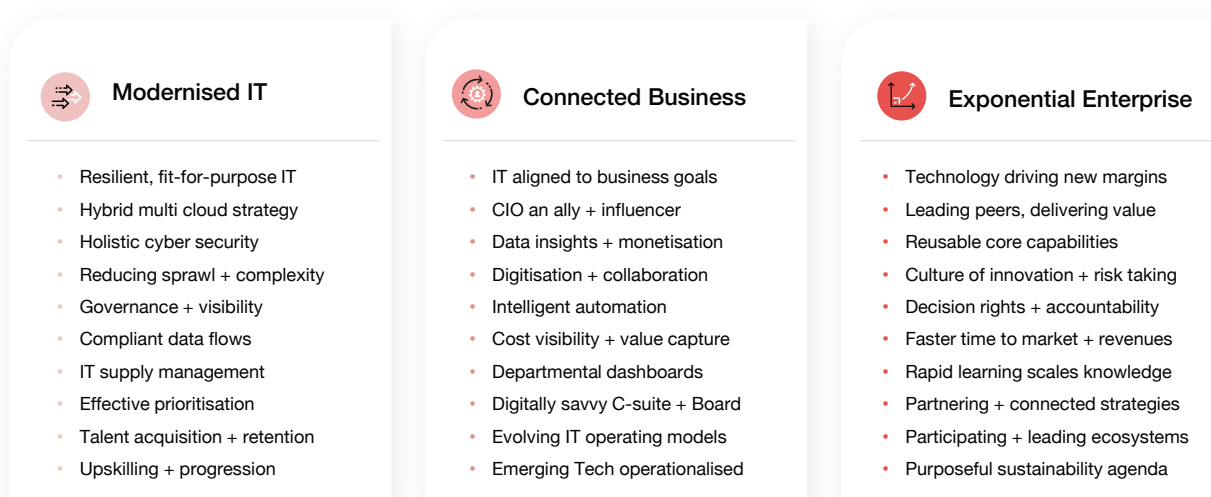 Modernised IT
Resilient, fit-for-purpose IT
Hybrid multi cloud strategy
Holistic cyber security
Reducing sprawl + complexity
Governance + visibility
Compliant data flows
IT supply management
Effective prioritisation
Talent acquisition + retention
Upskilling + progression
Connected Business
IT aligned to business goals
CIO an ally + influencer
Data insights + monetisation
Digitisation + collaboration
Intelligent automation
Cost visibility + value capture
Departmental dashboards
Digitally savvy C-suite + Board
Evolving IT operating models
Emerging Tech operationalised
Exponential Enterprise
Technology driving new margins
Leading peers, delivering value
Reusable core capabilities
Culture of innovation + risk taking
Decision rights + accountability
Faster time to market + revenues
Rapid learning scales knowledge
Partnering + connected strategies
Participating + leading ecosystems
Purposeful sustainability agenda